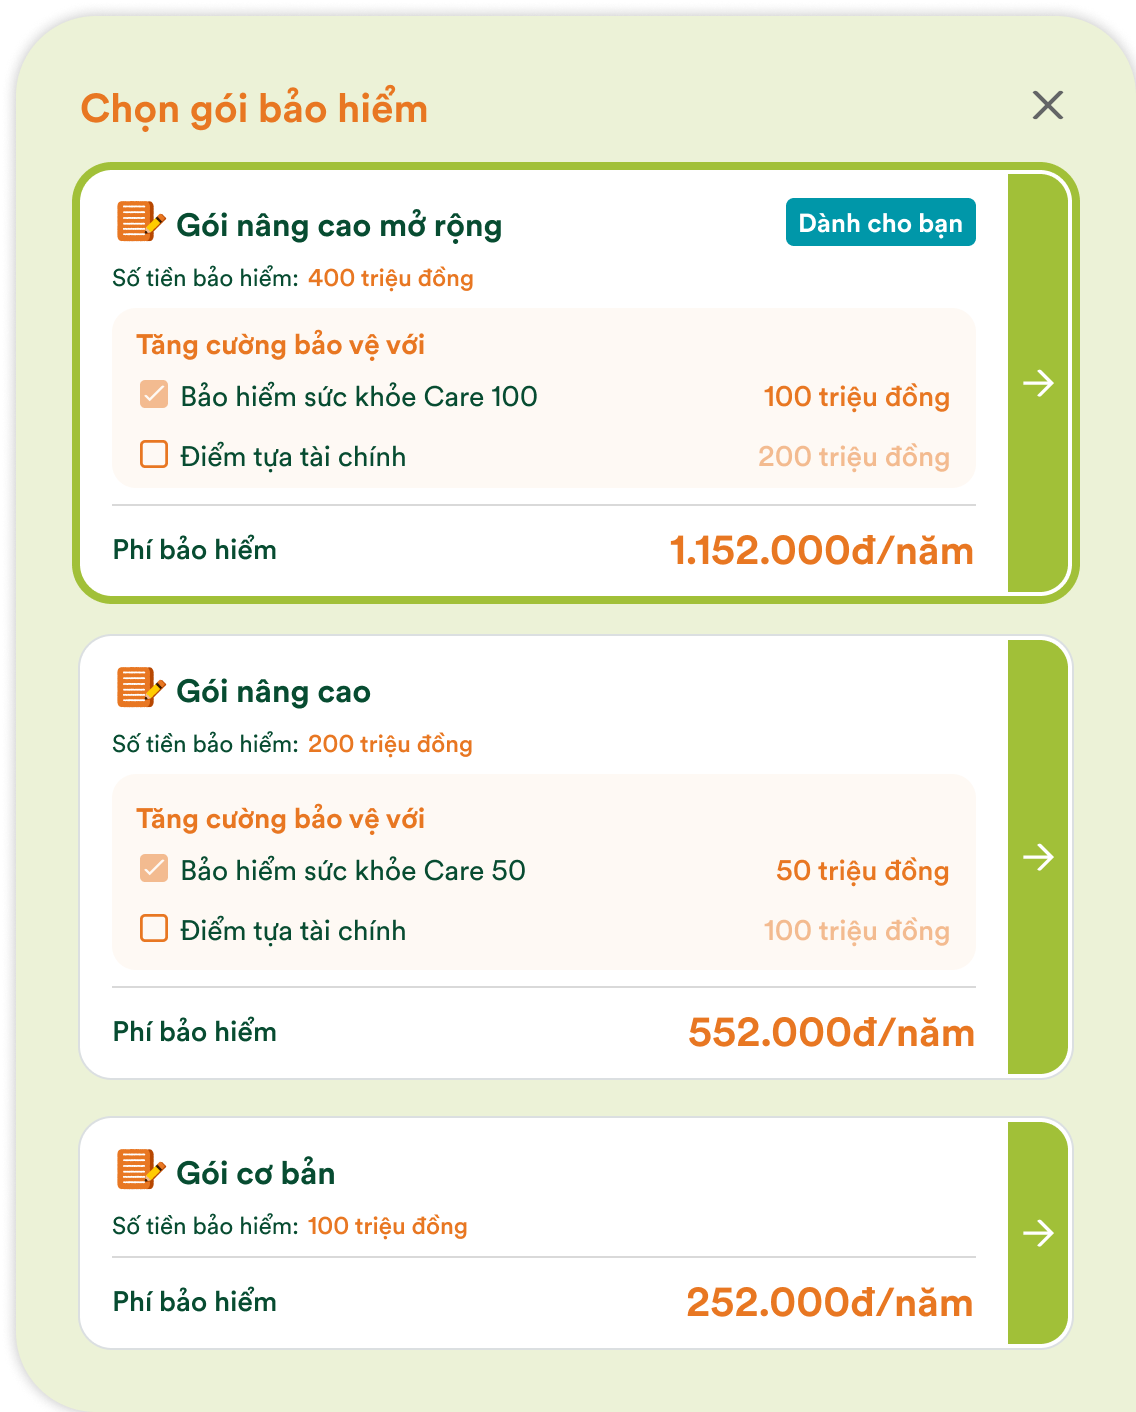 Chọn gói bảo hiểm
Gói nâng cao mở rộng
Dành cho bạn
Số tiền bảo hiểm: 400 triệu đồng
Tăng cường bảo vệ với
Bảo hiểm sức khỏe Care 100 100 triệu đồng
Điểm tựa tài chính 200 triệu đồng
Phí bảo hiểm 1.152.000đ/năm
Gói nâng cao
Số tiền bảo hiểm: 200 triệu đồng
Tăng cường bảo vệ với
Bảo hiểm sức khỏe Care 50 50 triệu đồng
Điểm tựa tài chính 100 triệu đồng
Phí bảo hiểm 552.000đ/năm
Gói cơ bản
Số tiền bảo hiểm: 100 triệu đồng
Phí bảo hiểm 252.000đ/năm